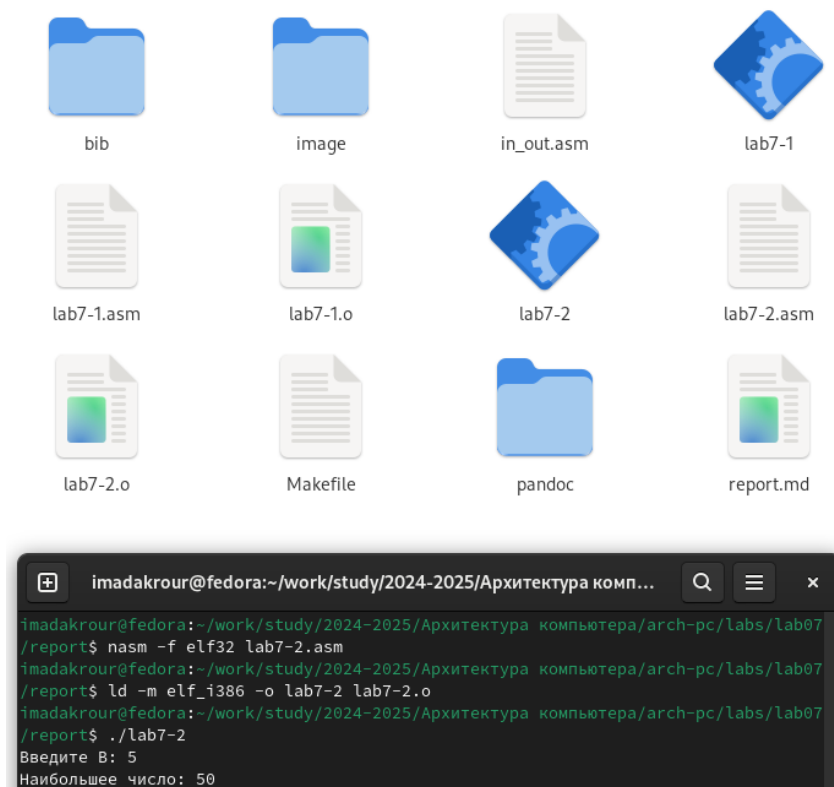 bib
image
in_out.asm
lab7-1
lab7-1.asm
lab7-1.o
lab7-2
lab7-2.asm
lab7-2.o
Makefile
pandoc
report.md
imadakrour@fedora:~/work/study/2024-2025/Архитектура комп...
imadakrour@fedora:~/work/study/2024-2025/Архитектура компьютера/arch-pc/labs/lab07
/report$ nasm -f elf32 lab7-2.asm
imadakrour@fedora:~/work/study/2024-2025/Архитектура компьютера/arch-pc/labs/lab07
/report$ ld -m elf_i386 -o lab7-2 lab7-2.o
imadakrour@fedora:~/work/study/2024-2025/Архитектура компьютера/arch-pc/labs/lab07
/report$ ./lab7-2
Введите В: 5
Наибольшее число: 50